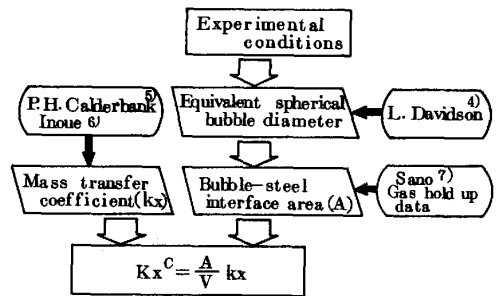 Experimental
conditions
P.H. Calderbank 5)
Inoue 6)
Equivalent spherical
bubble diameter
L. Davidson 4)
Mass transfer
coefficient(kx)
Bubble-steel
interface area (A)
Sano 7)
Gas hold up
data
Kx^C = A/V kx